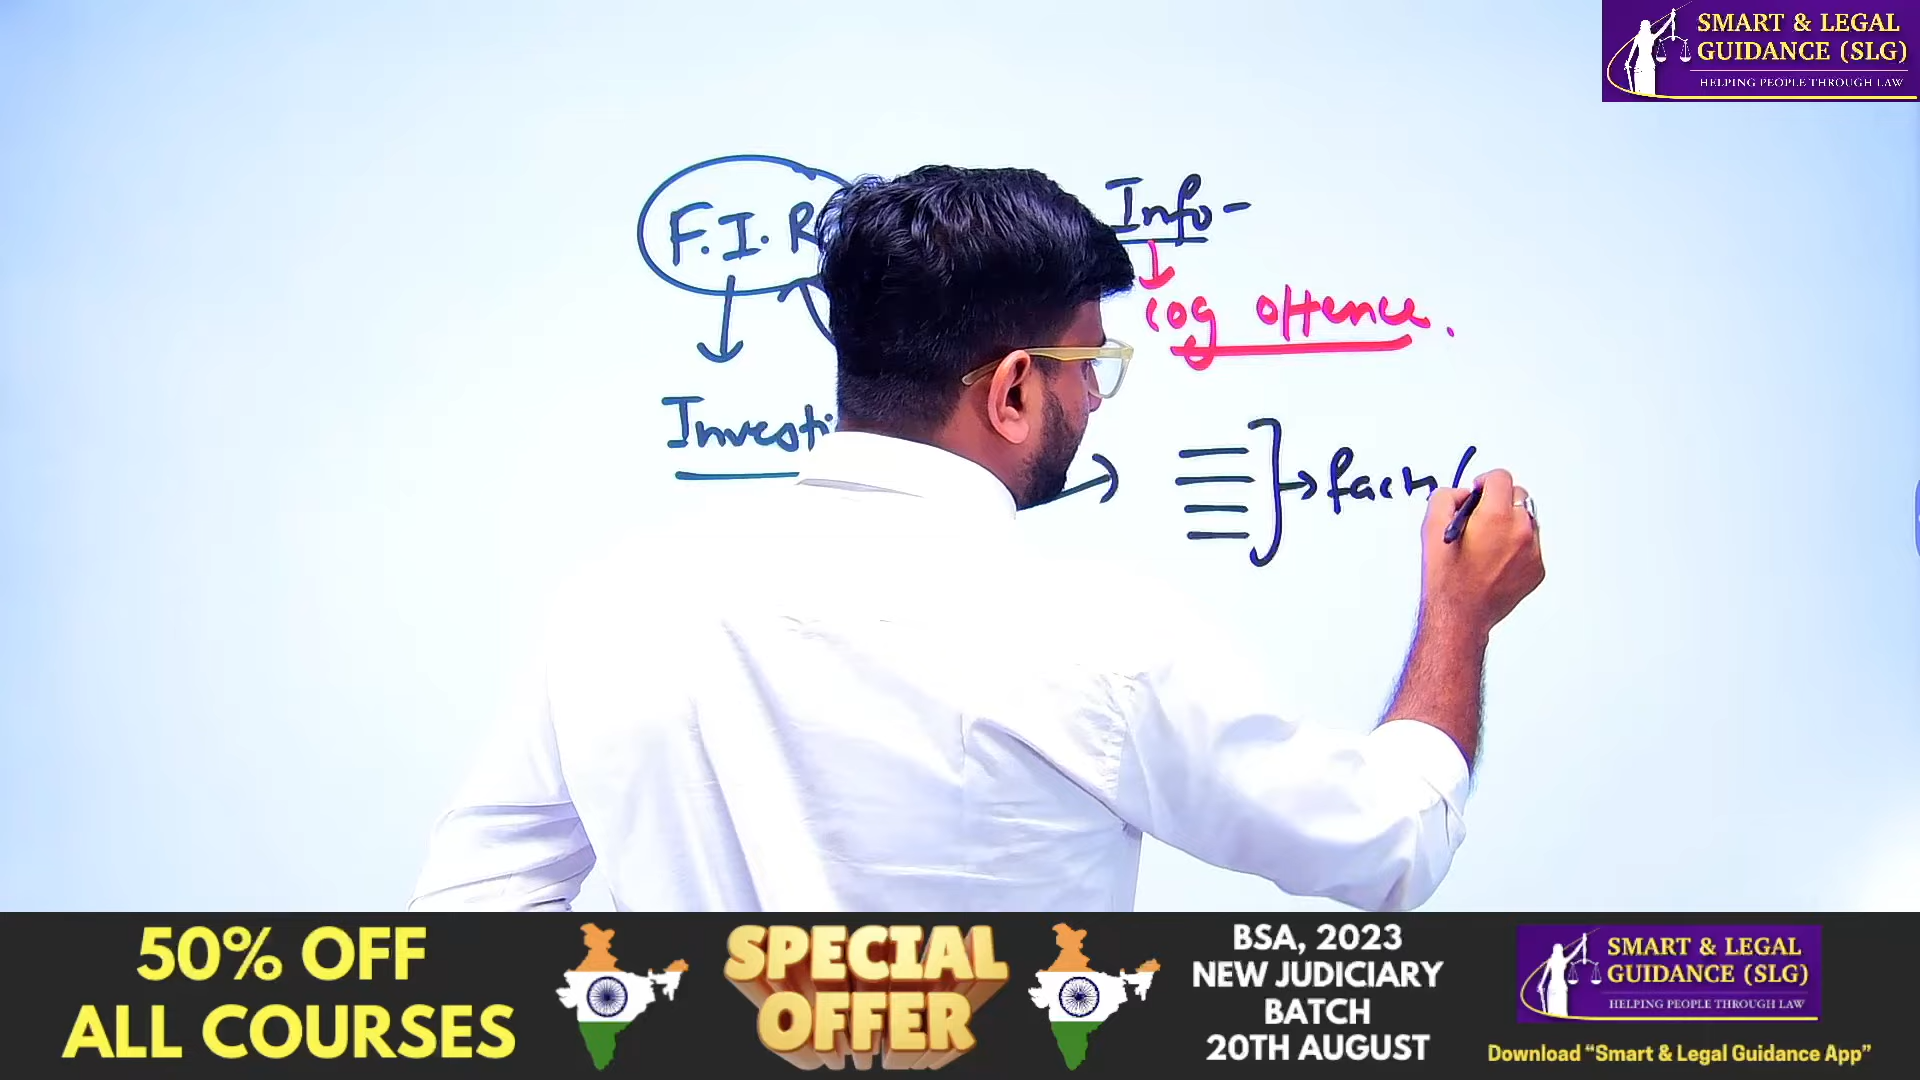 SMART & LEGAL
GUIDANCE (SLG)
HELPING PEOPLE THROUGH LAW
F.I.R
Info-
Cog offence.
Investi
facts (
50% OFF
ALL COURSES
SPECIAL
OFFER
BSA, 2023
NEW JUDICIARY
BATCH
20TH AUGUST
SMART & LEGAL
GUIDANCE (SLG)
HELPING PEOPLE THROUGH LAW
Download “Smart & Legal Guidance App”